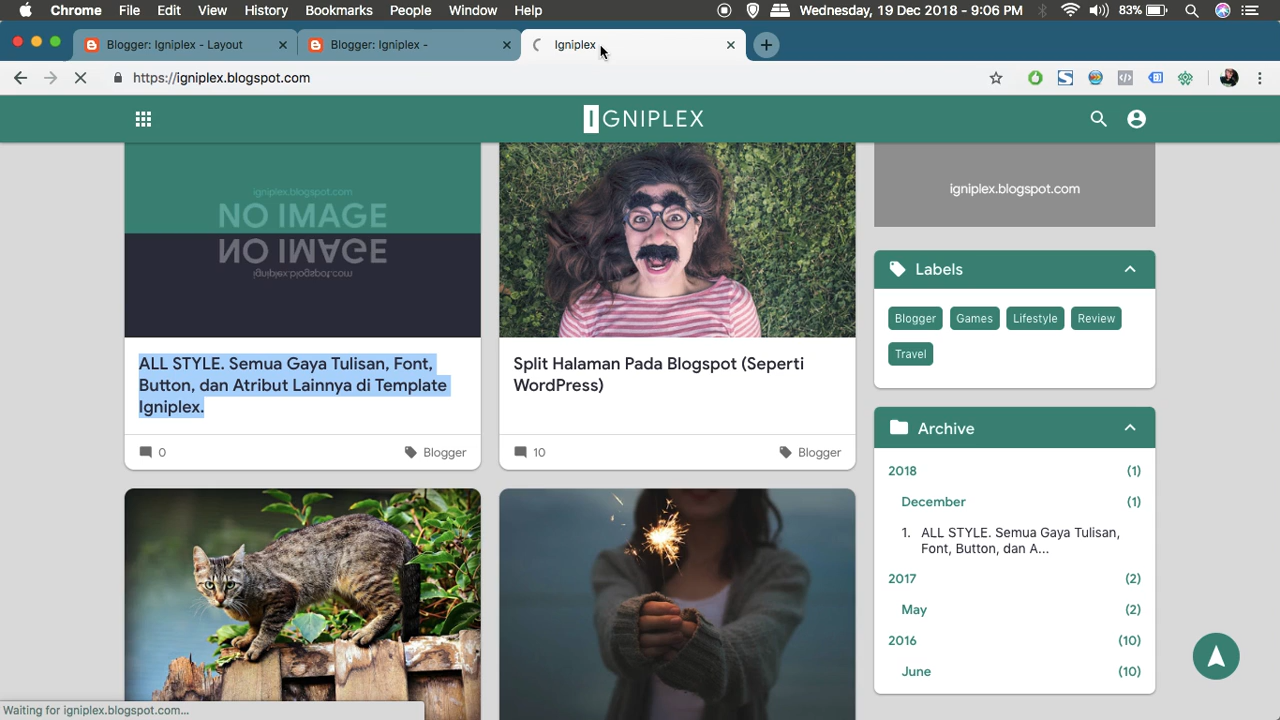 Chrome File Edit View History Bookmarks People Window Help Wednesday, 19 Dec 2018 - 9:06 PM 83%
Blogger: Igniplex - Layout
Blogger: Igniplex -
Igniplex
https://igniplex.blogspot.com
IGNIPLEX
igniplex.blogspot.com
NO IMAGE
NO IMAGE
igniplex.blogspot.com
ALL STYLE. Semua Gaya Tulisan, Font,
Button, dan Atribut Lainnya di Template
Igniplex.
0 Blogger
Split Halaman Pada Blogspot (Seperti
WordPress)
10 Blogger
igniplex.blogspot.com
Labels
Blogger Games Lifestyle Review
Travel
Archive
2018 (1)
December (1)
1. ALL STYLE. Semua Gaya Tulisan,
Font, Button, dan A...
2017 (2)
May (2)
2016 (10)
June (10)
Waiting for igniplex.blogspot.com...